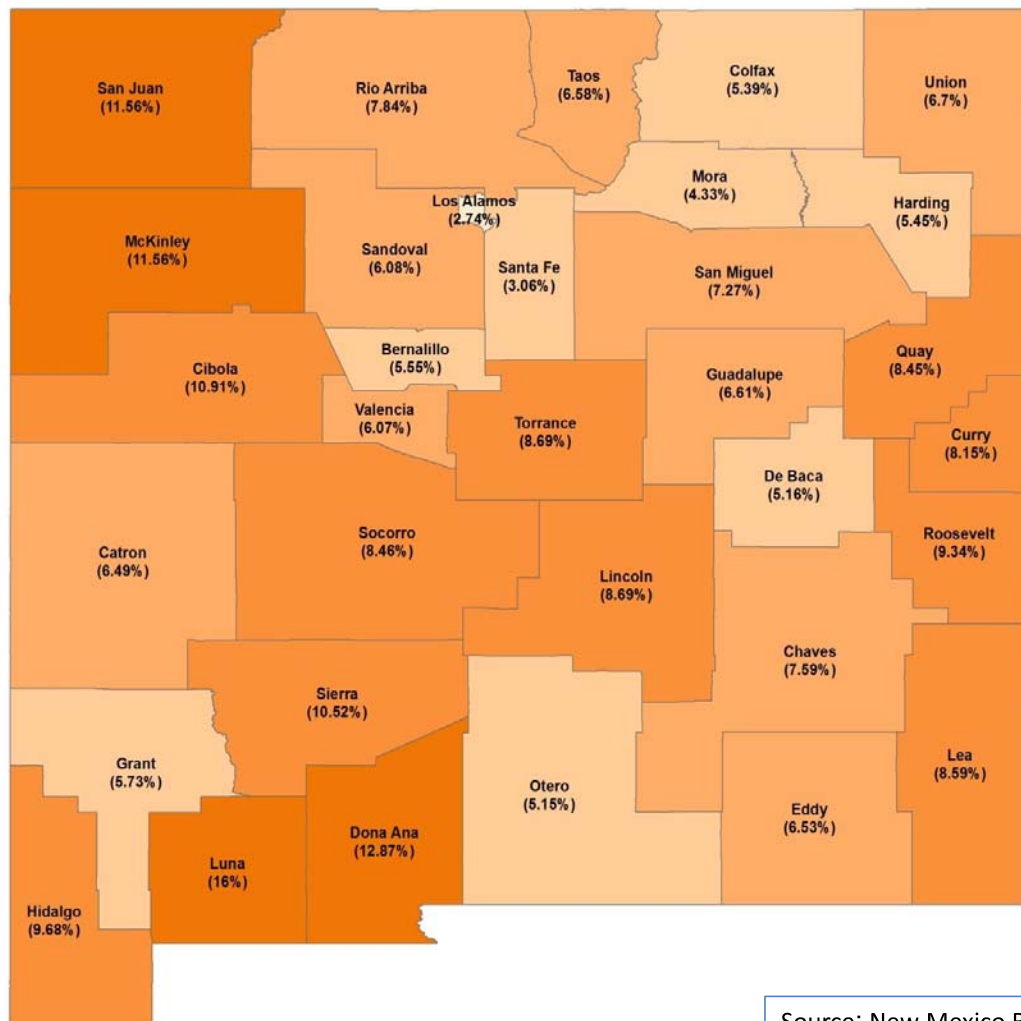 San Juan
(11.56%)
Rio Arriba
(7.84%)
Taos
(6.58%)
Colfax
(5.39%)
Union
(6.7%)
Mora
(4.33%)
Harding
(5.45%)
Los Alamos
(2.74%)
McKinley
(11.56%)
Sandoval
(6.08%)
Santa Fe
(3.06%)
San Miguel
(7.27%)
Cibola
(10.91%)
Bernalillo
(5.55%)
Quay
(8.45%)
Guadalupe
(6.61%)
Valencia
(6.07%)
Torrance
(8.69%)
Curry
(8.15%)
De Baca
(5.16%)
Catron
(6.49%)
Socorro
(8.46%)
Roosevelt
(9.34%)
Lincoln
(8.69%)
Chaves
(7.59%)
Sierra
(10.52%)
Grant
(5.73%)
Otero
(5.15%)
Lea
(8.59%)
Eddy
(6.53%)
Dona Ana
(12.87%)
Luna
(16%)
Hidalgo
(9.68%)
Source: New Mexico